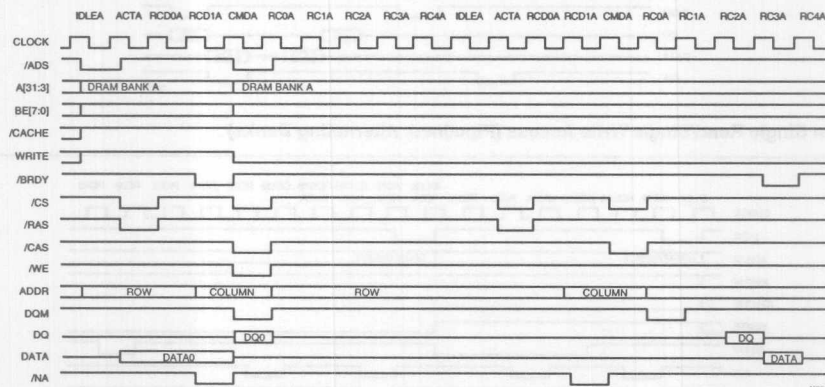 IDLEA ACTA RCD0A RCD1A CMDA RC0A RC1A RC2A RC3A RC4A IDLEA ACTA RCD0A RCD1A CMDA RC0A RC1A RC2A RC3A RC4A
CLOCK
/ADS
A[31:3] DRAM BANK A DRAM BANK A
BE[7:0]
/CACHE
WRITE
/BRDY
/CS
/RAS
/CAS
/WE
ADDR ROW COLUMN ROW COLUMN
DQM
DQ DQ0 DQ
DATA DATA0 DATA
/NA